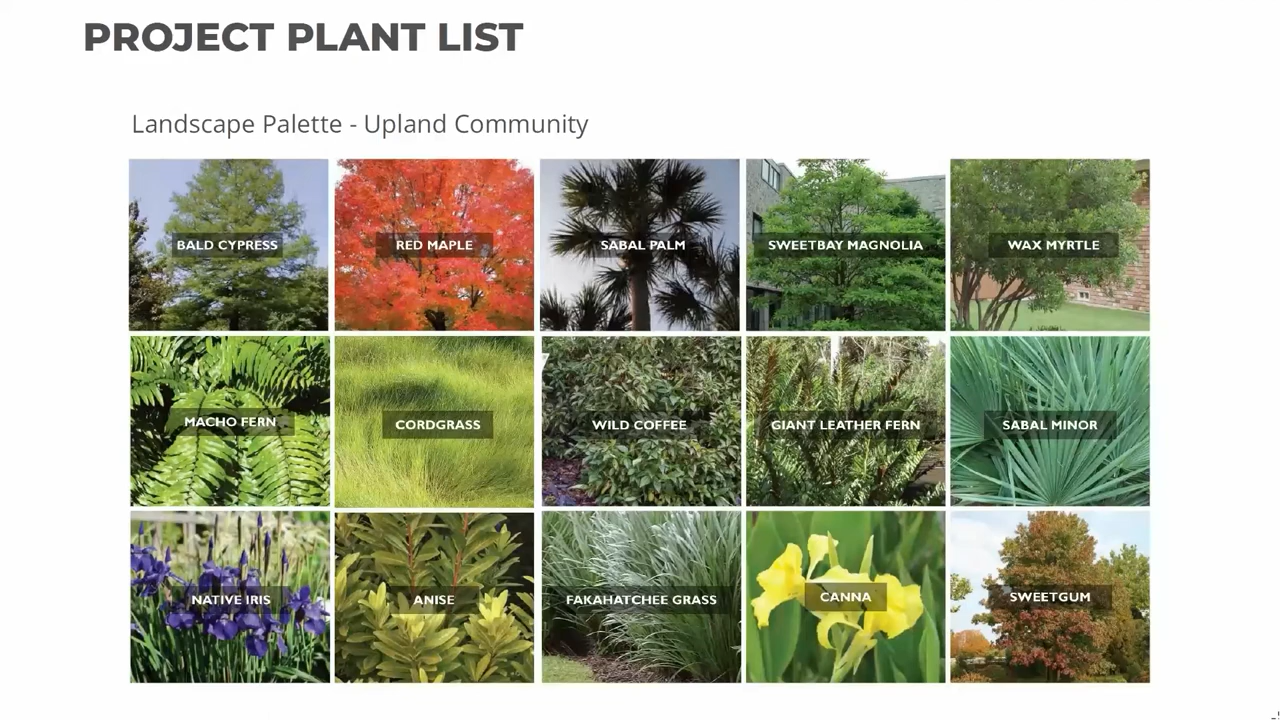 PROJECT PLANT LIST
Landscape Palette - Upland Community
BALD CYPRESS
RED MAPLE
SABAL PALM
SWEETBAY MAGNOLIA
WAX MYRTLE
MACHO FERN
CORDGRASS
WILD COFFEE
GIANT LEATHER FERN
SABAL MINOR
NATIVE IRIS
ANISE
FAKAHATCHEE GRASS
CANNA
SWEETGUM